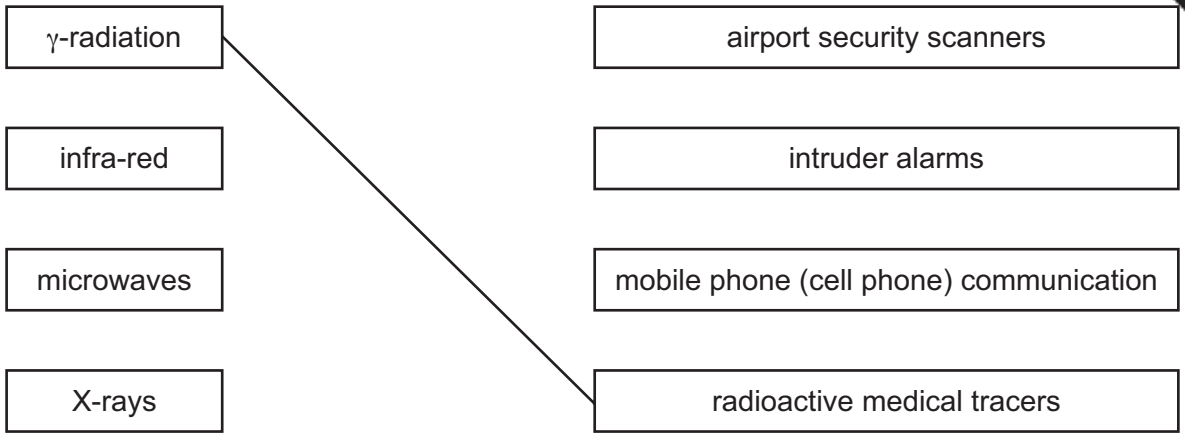 γ-radiation
airport security scanners
infra-red
intruder alarms
microwaves
mobile phone (cell phone) communication
X-rays
radioactive medical tracers